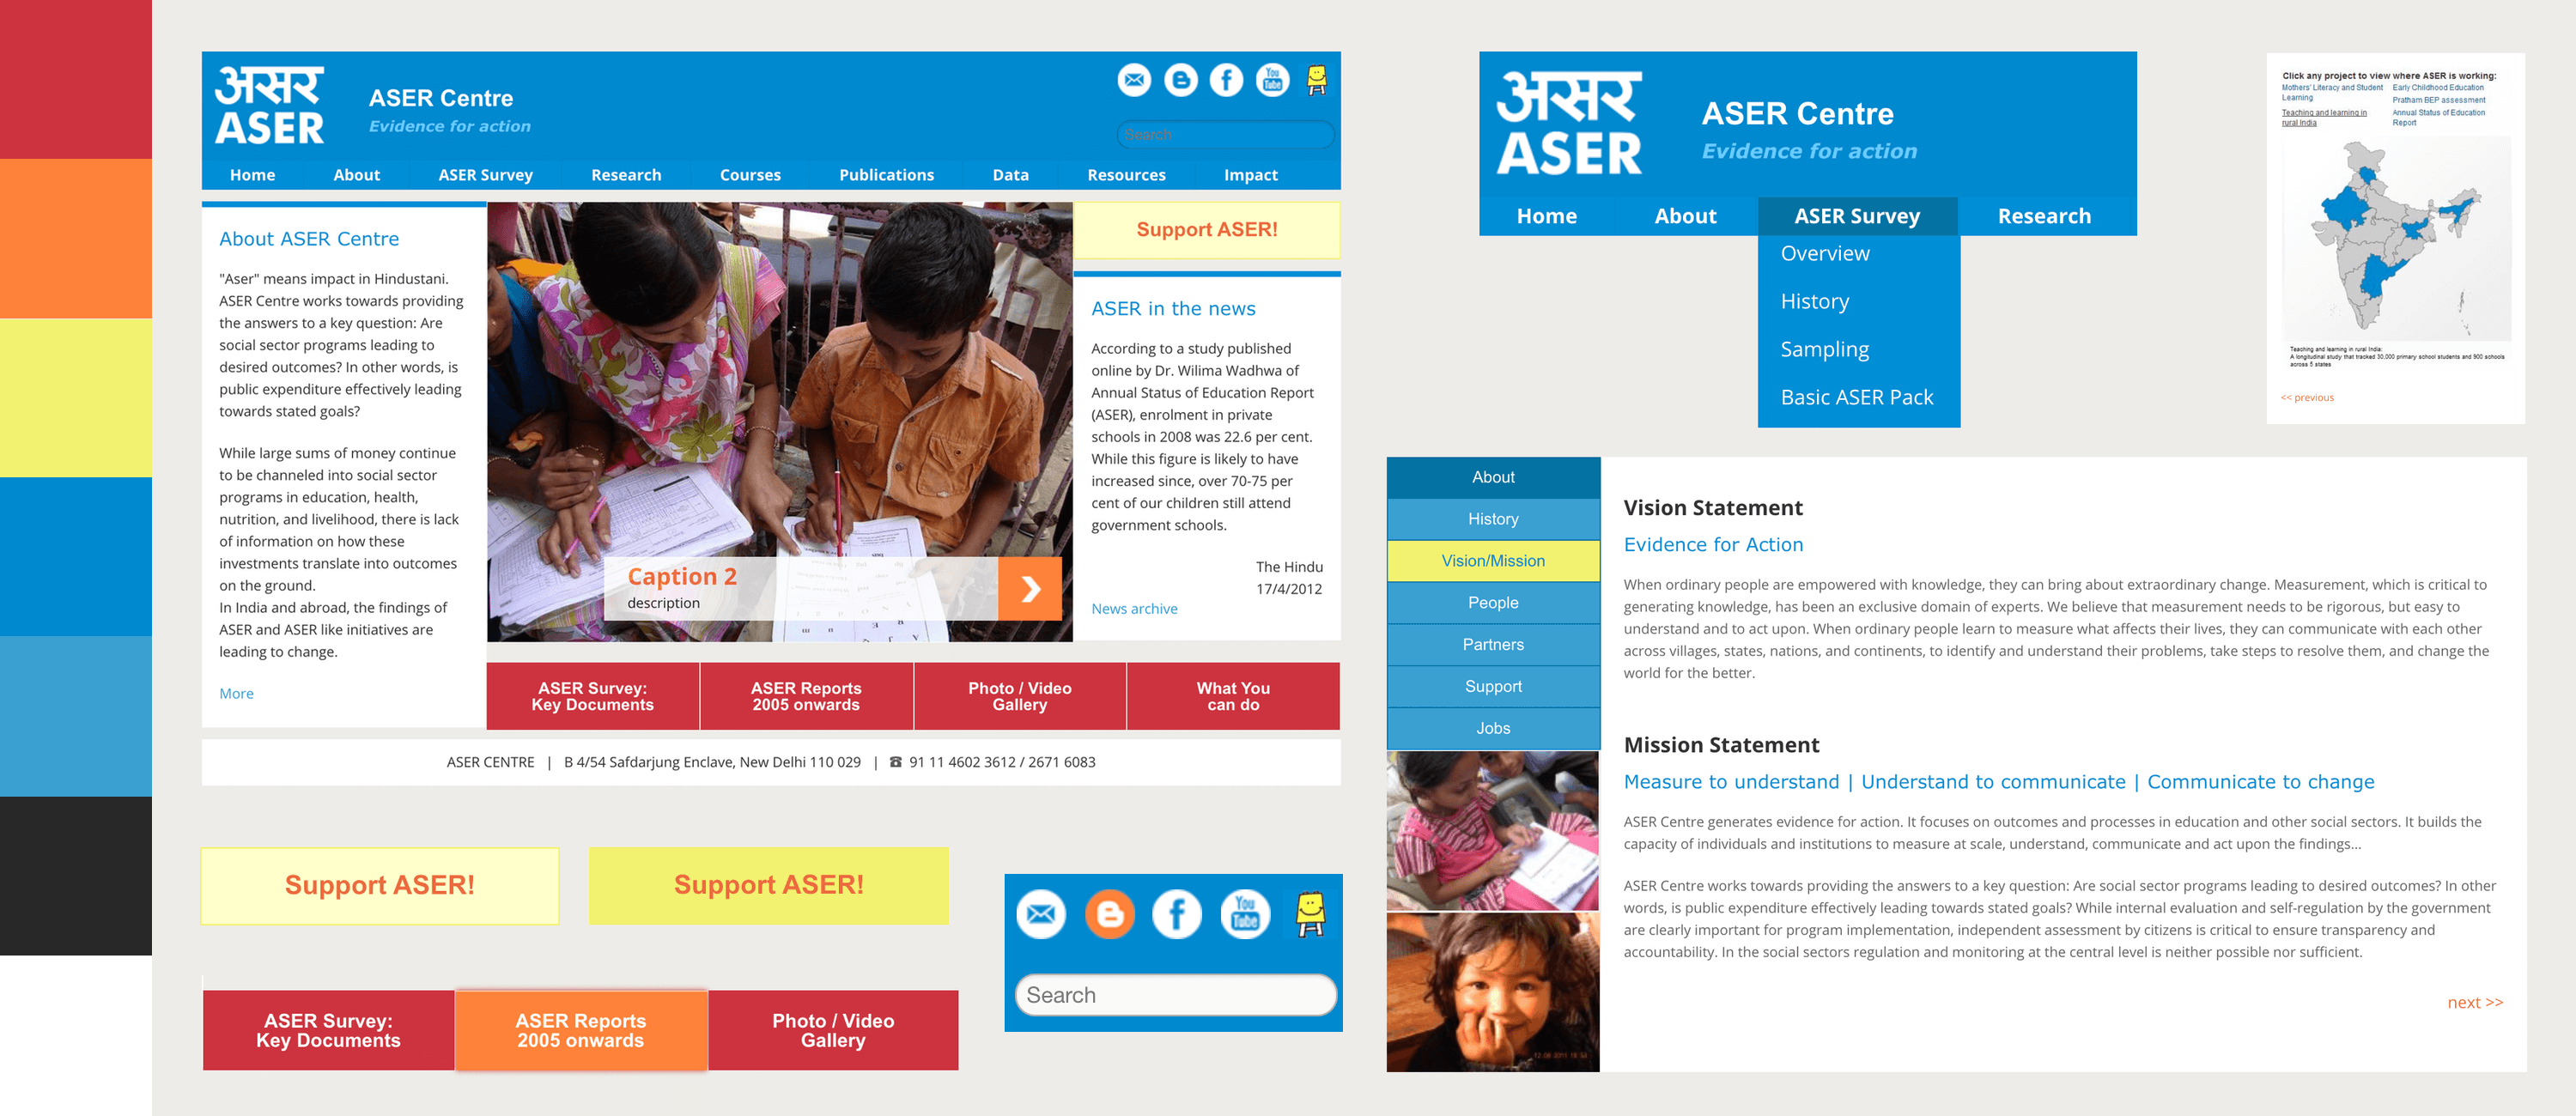 असर
ASER
ASER Centre
Evidence for action
You
Tube
Search
Home
About
ASER Survey
Research
Courses
Publications
Data
Resources
Impact
About ASER Centre
"Aser" means impact in Hindustani.
ASER Centre works towards providing
the answers to a key question: Are
social sector programs leading to
desired outcomes? In other words, is
public expenditure effectively leading
towards stated goals?
While large sums of money continue
to be channeled into social sector
programs in education, health,
nutrition, and livelihood, there is lack
of information on how these
investments translate into outcomes
on the ground.
In India and abroad, the findings of
ASER and ASER like initiatives are
leading to change.
More
Caption 2
description
Support ASER!
ASER in the news
According to a study published
online by Dr. Wilima Wadhwa of
Annual Status of Education Report
(ASER), enrolment in private
schools in 2008 was 22.6 per cent.
While this figure is likely to have
increased since, over 70-75 per
cent of our children still attend
government schools.
The Hindu
17/4/2012
News archive
ASER Survey:
Key Documents
ASER Reports
2005 onwards
Photo / Video
Gallery
What You
can do
ASER CENTRE | B 4/54 Safdarjung Enclave, New Delhi 110 029 | ☎ 91 11 4602 3612 / 2671 6083
Support ASER!
Support ASER!
ASER Survey:
Key Documents
ASER Reports
2005 onwards
Photo / Video
Gallery
You
Tube
Search
असर
ASER
ASER Centre
Evidence for action
Home
About
ASER Survey
Research
Overview
History
Sampling
Basic ASER Pack
Click any project to view where ASER is working:
Mothers' Literacy and Student
Learning
Teaching and learning in
rural India
Early Childhood Education
Pratham BEP assessment
Annual Status of Education
Report
Teaching and learning in rural India:
A longitudinal study that tracked 30,000 primary school students and 900 schools
across 5 states
<< previous
About
History
Vision/Mission
People
Partners
Support
Jobs
Vision Statement
Evidence for Action
When ordinary people are empowered with knowledge, they can bring about extraordinary change. Measurement, which is critical to
generating knowledge, has been an exclusive domain of experts. We believe that measurement needs to be rigorous, but easy to
understand and to act upon. When ordinary people learn to measure what affects their lives, they can communicate with each other
across villages, states, nations, and continents, to identify and understand their problems, take steps to resolve them, and change the
world for the better.
Mission Statement
Measure to understand | Understand to communicate | Communicate to change
ASER Centre generates evidence for action. It focuses on outcomes and processes in education and other social sectors. It builds the
capacity of individuals and institutions to measure at scale, understand, communicate and act upon the findings...
ASER Centre works towards providing the answers to a key question: Are social sector programs leading to desired outcomes? In other
words, is public expenditure effectively leading towards stated goals? While internal evaluation and self-regulation by the government
are clearly important for program implementation, independent assessment by citizens is critical to ensure transparency and
accountability. In the social sectors regulation and monitoring at the central level is neither possible nor sufficient.
next >>